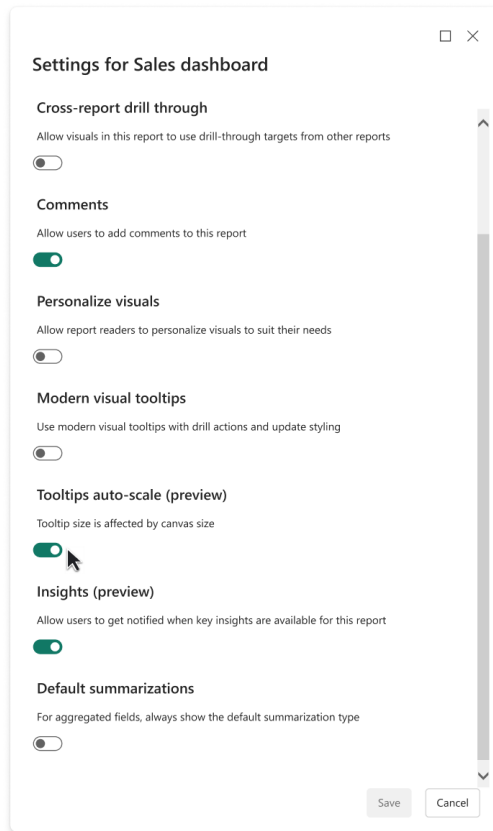 Settings for Sales dashboard
Cross-report drill through
Allow visuals in this report to use drill-through targets from other reports
Comments
Allow users to add comments to this report
Personalize visuals
Allow report readers to personalize visuals to suit their needs
Modern visual tooltips
Use modern visual tooltips with drill actions and update styling
Tooltips auto-scale (preview)
Tooltip size is affected by canvas size
Insights (preview)
Allow users to get notified when key insights are available for this report
Default summarizations
For aggregated fields, always show the default summarization type
Save
Cancel